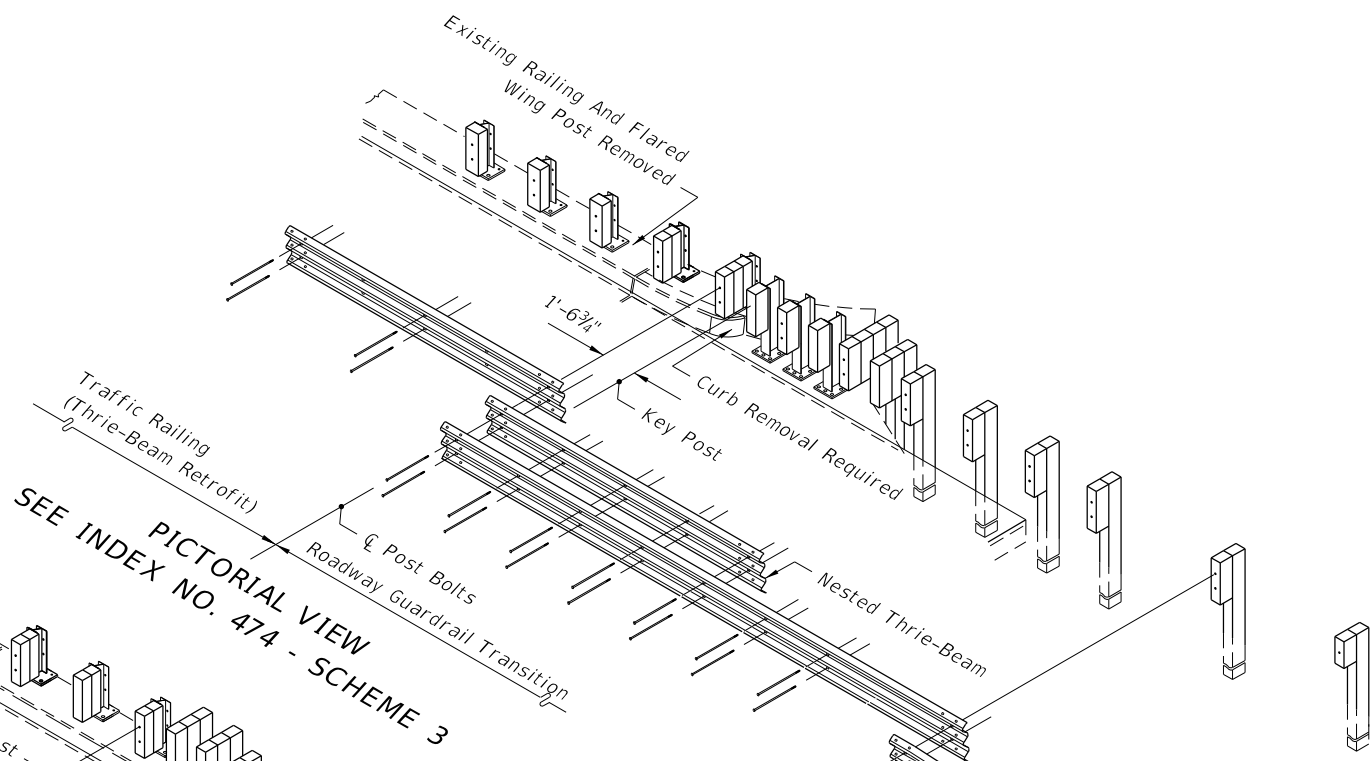 Existing Railing And Flared
Wing Post Removed
1'-6¾"
Curb Removal Required
Key Post
Traffic Railing
(Thrie-Beam Retrofit)
℄ Post Bolts
Roadway Guardrail Transition
Nested Thrie-Beam
PICTORIAL VIEW
SEE INDEX NO. 474 - SCHEME 3
st